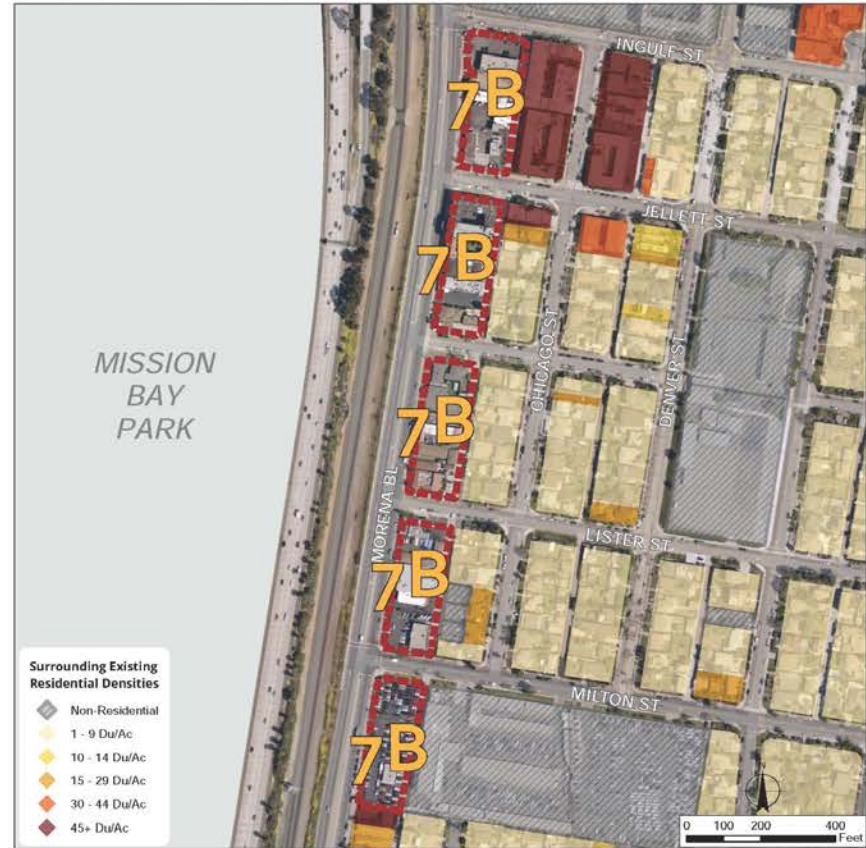 INGULF ST
7B
JELLETT ST
7B
CHICAGO ST
DENVER ST
MISSION
BAY
PARK
7B
MORENA BL
LISTER ST
7B
MILTON ST
7B
Surrounding Existing
Residential Densities
Non-Residential
1 - 9 Du/Ac
10 - 14 Du/Ac
15 - 29 Du/Ac
30 - 44 Du/Ac
45+ Du/Ac
0 100 200 400
Feet